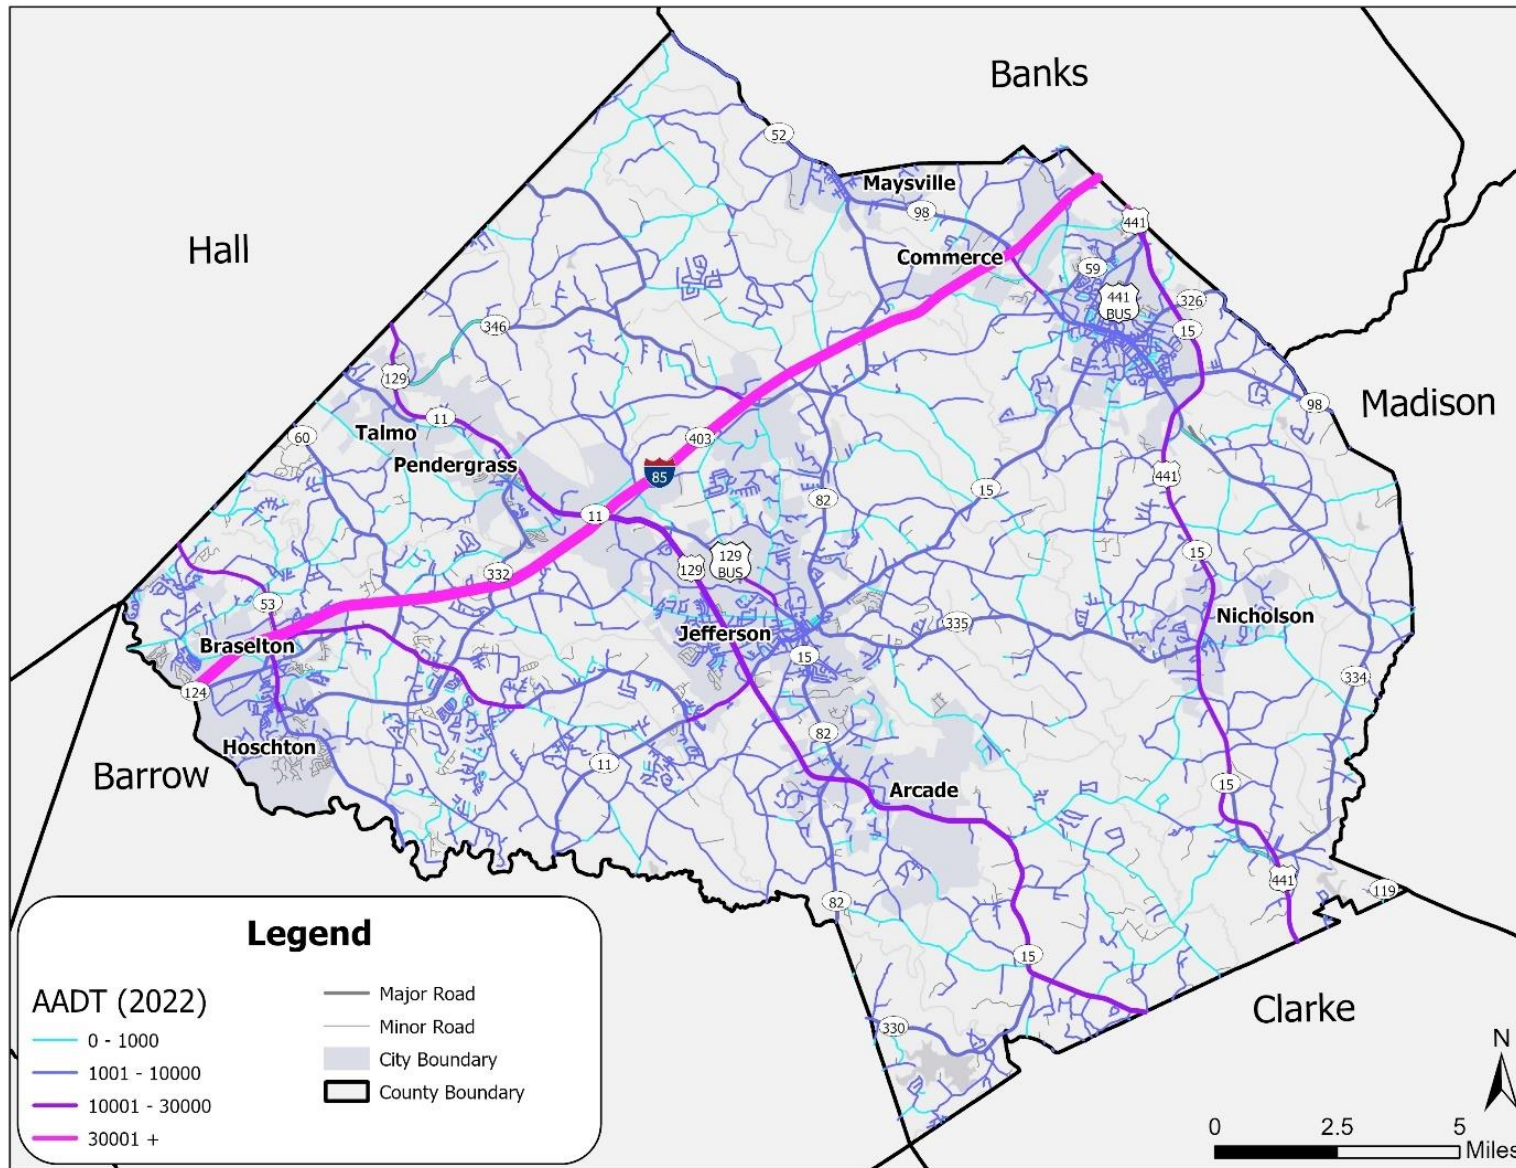 Banks
52
Maysville
98
441
Hall
Commerce
59
441
BUS
326
346
15
129
Madison
98
11
60
Talmo
403
Pendergrass
85
441
15
82
11
129
BUS
15
332
129
53
Nicholson
335
Jefferson
Braselton
15
334
124
82
Hoschton
11
Barrow
15
Arcade
441
119
82
15
Clarke
330
Legend
AADT (2022)
0 - 1000
1001 - 10000
10001 - 30000
30001 +
Major Road
Minor Road
City Boundary
County Boundary
N
0 2.5 5
Miles